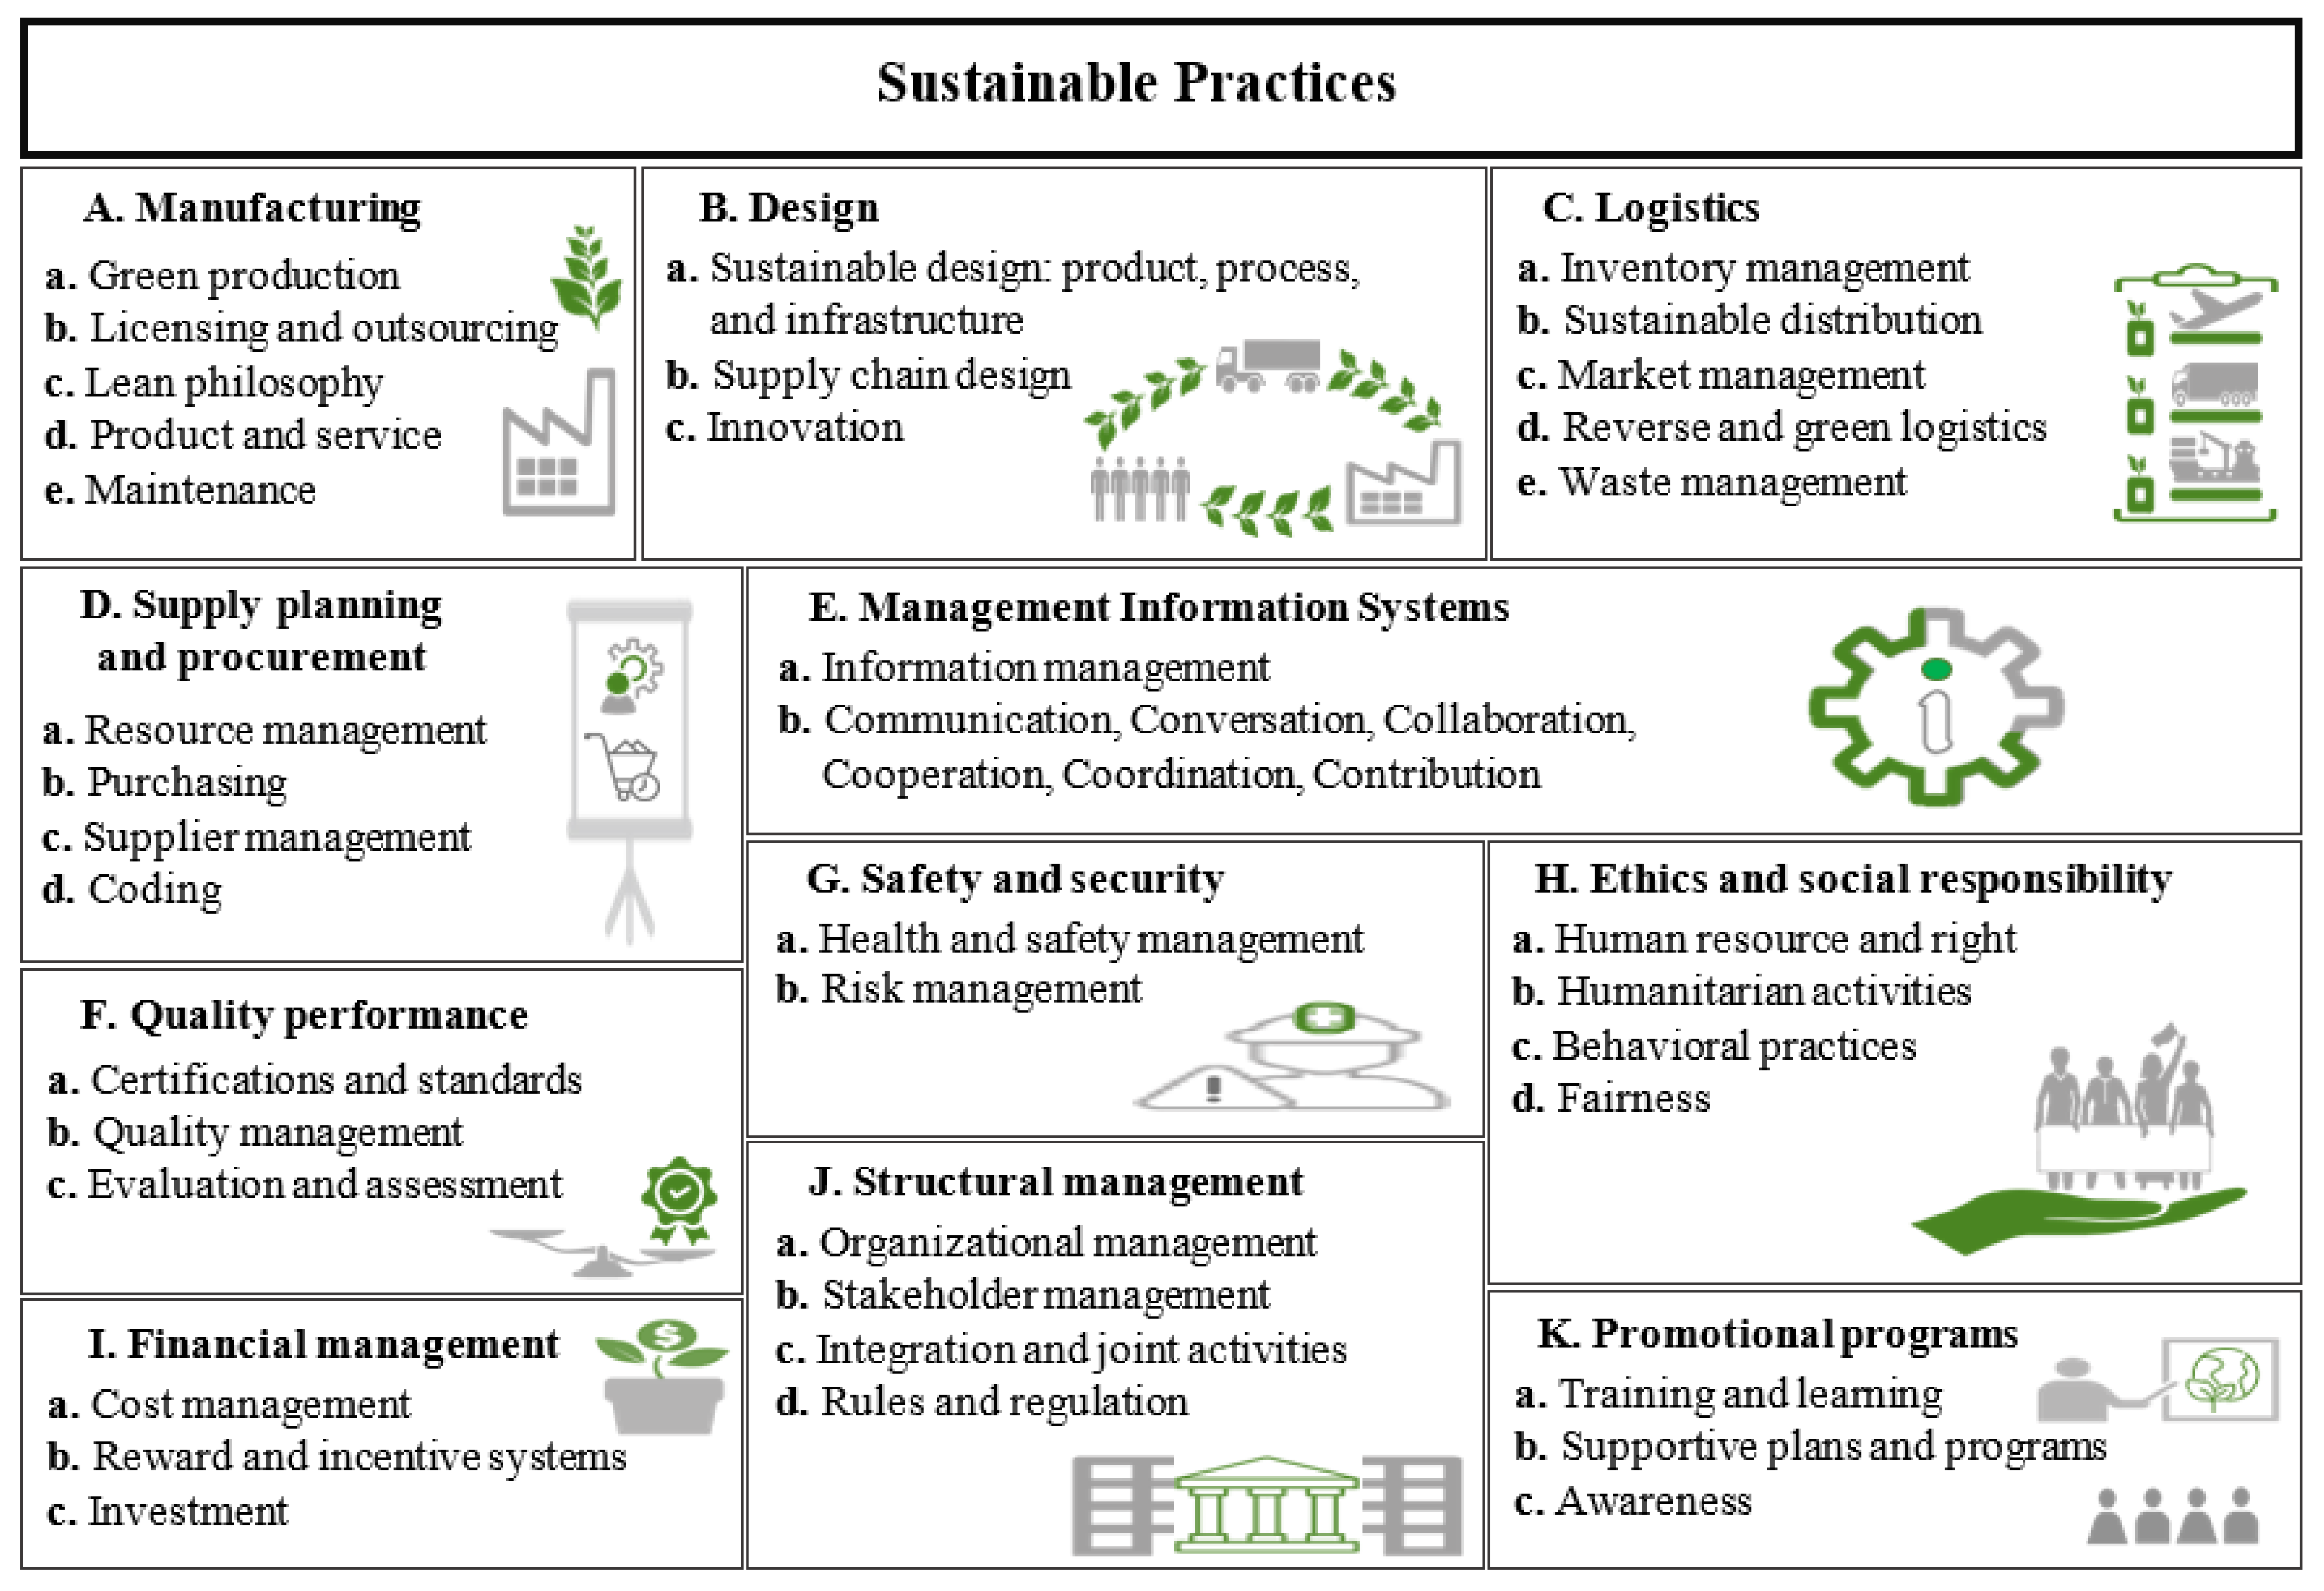 Sustainable Practices
A. Manufacturing
a. Green production
b. Licensing and outsourcing
c. Lean philosophy
d. Product and service
e. Maintenance
B. Design
a. Sustainable design: product, process,
and infrastructure
b. Supply chain design
c. Innovation
C. Logistics
a. Inventory management
b. Sustainable distribution
c. Market management
d. Reverse and green logistics
e. Waste management
D. Supply planning
and procurement
a. Resource management
b. Purchasing
c. Supplier management
d. Coding
E. Management Information Systems
a. Information management
b. Communication, Conversation, Collaboration,
Cooperation, Coordination, Contribution
F. Quality performance
a. Certifications and standards
b. Quality management
c. Evaluation and assessment
G. Safety and security
a. Health and safety management
b. Risk management
H. Ethics and social responsibility
a. Human resource and right
b. Humanitarian activities
c. Behavioral practices
d. Fairness
I. Financial management
a. Cost management
b. Reward and incentive systems
c. Investment
J. Structural management
a. Organizational management
b. Stakeholder management
c. Integration and joint activities
d. Rules and regulation
K. Promotional programs
a. Training and learning
b. Supportive plans and programs
c. Awareness